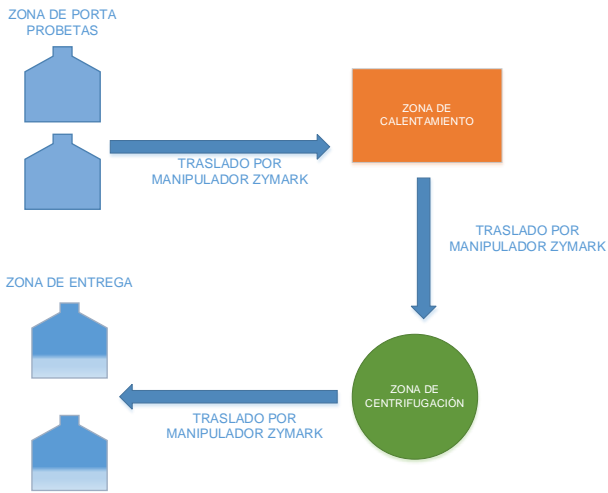 ZONA DE PORTA
PROBETAS
ZONA DE
CALENTAMIENTO
TRASLADO POR
MANIPULADOR ZYMARK
TRASLADO POR
MANIPULADOR ZYMARK
ZONA DE ENTREGA
ZONA DE
CENTRIFUGACIÓN
TRASLADO POR
MANIPULADOR ZYMARK